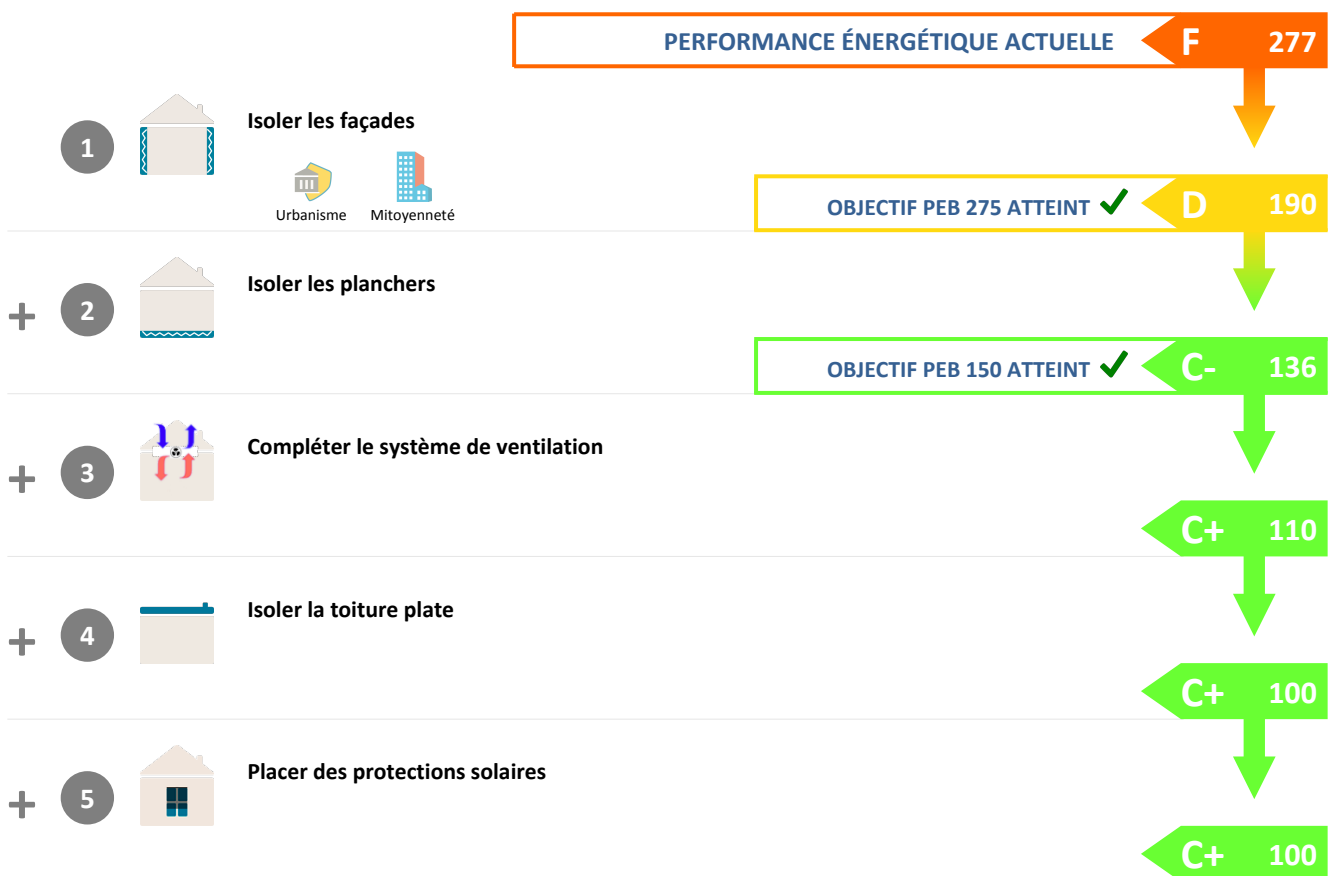 PERFORMANCE ÉNERGÉTIQUE ACTUELLE F 277
1 Isoler les façades
Urbanisme Mitoyenneté
OBJECTIF PEB 275 ATTEINT ✔ D 190
+ 2 Isoler les planchers
OBJECTIF PEB 150 ATTEINT ✔ C- 136
+ 3 Compléter le système de ventilation
C+ 110
+ 4 Isoler la toiture plate
C+ 100
+ 5 Placer des protections solaires
C+ 100